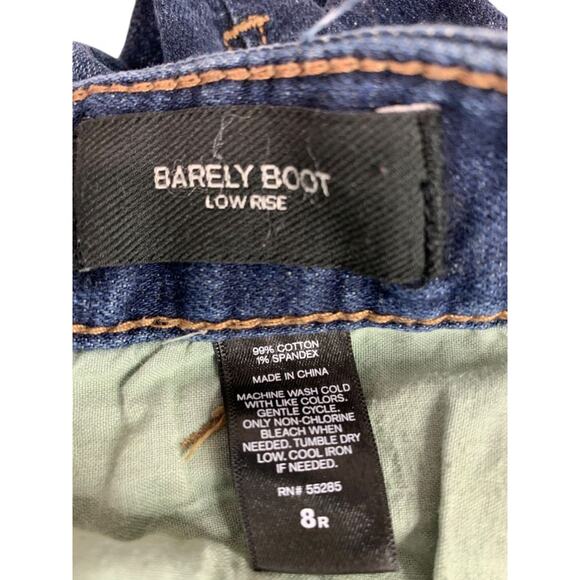 BARELY BOOT
LOW RISE
99% COTTON
1% SPANDEX
MADE IN CHINA
MACHINE WASH COLD
WITH LIKE COLORS.
GENTLE CYCLE.
ONLY NON-CHLORINE
BLEACH WHEN
NEEDED. TUMBLE DRY
LOW. COOL IRON
IF NEEDED.
RN# 55285
8R